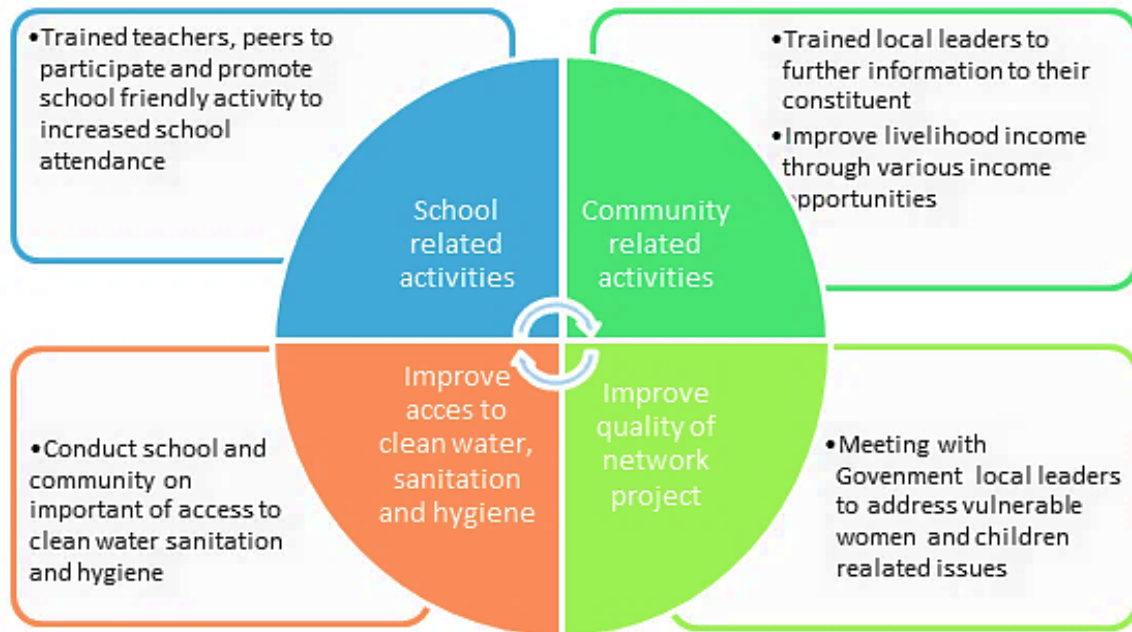 •Trained teachers, peers to
participate and promote
school friendly activity to
increased school
attendance
•Trained local leaders to
further information to their
constituent
•Improve livelihood income
through various income
opportunities
School
related
activities
Community
related
activities
Improve
acces to
clean water,
sanitation
and hygiene
Improve
quality of
network
project
•Conduct school and
community on
important of access to
clean water sanitation
and hygiene
•Meeting with
Govenment local leaders
to address vulnerable
women and children
realated issues